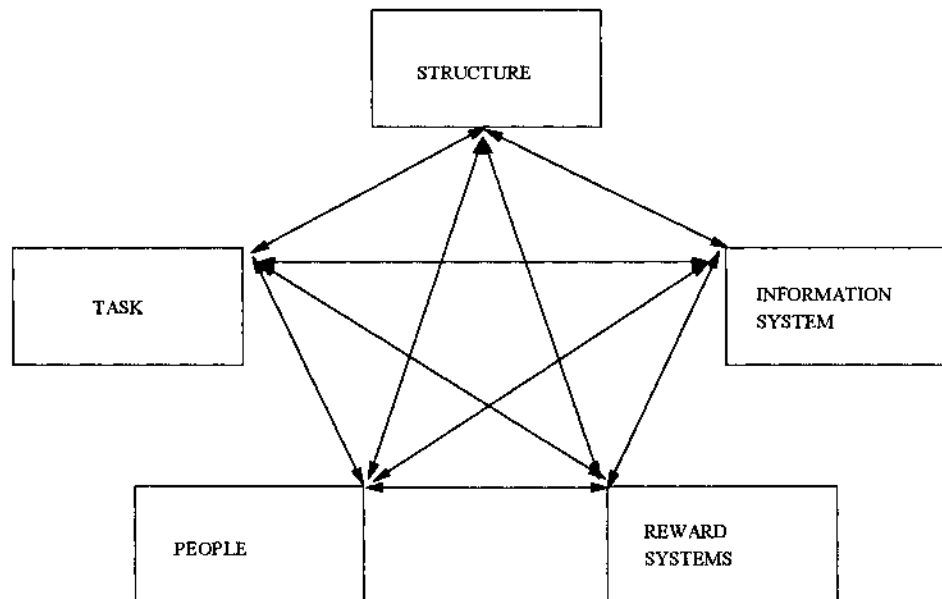 STRUCTURE
TASK
INFORMATION
SYSTEM
PEOPLE
REWARD
SYSTEMS